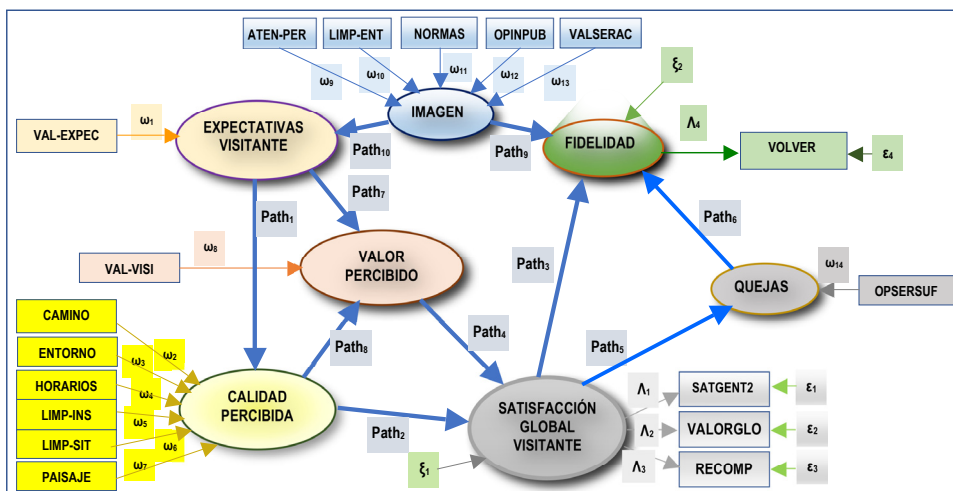 ATEN-PER
LIMP-ENT
NORMAS
OPINPUB
VALSERAC
ω9
ω10
ω11
ω12
ω13
ξ2
IMAGEN
VAL-EXPEC
ω1
EXPECTATIVAS
VISITANTE
Path10
Path9
FIDELIDAD
Λ4
VOLVER
ε4
Path1
Path7
Path6
VAL-VISI
ω8
VALOR
PERCIBIDO
Path3
QUEJAS
ω14
OPSERSUF
CAMINO
ENTORNO
HORARIOS
LIMP-INS
LIMP-SIT
PAISAJE
ω2
ω3
ω4
ω5
ω6
ω7
Path8
Path4
Path5
CALIDAD
PERCIBIDA
Path2
SATISFACCIÓN
GLOBAL
VISITANTE
ξ1
Λ1
Λ2
Λ3
SATGENT2
VALORGLO
RECOMP
ε1
ε2
ε3